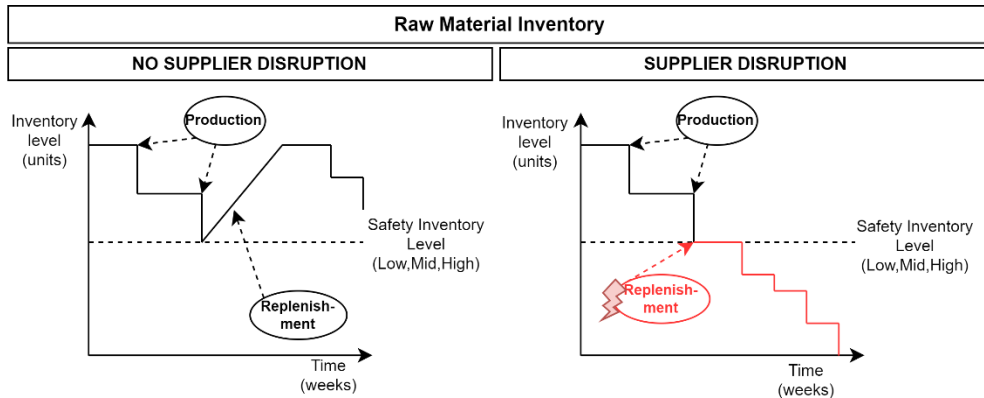 Raw Material Inventory
NO SUPPLIER DISRUPTION
SUPPLIER DISRUPTION
Inventory
level
(units)
Production
Safety Inventory
Level
(Low,Mid,High)
Replenish-
ment
Time
(weeks)
Inventory
level
(units)
Production
Safety Inventory
Level
(Low,Mid,High)
Replenish-
ment
Time
(weeks)